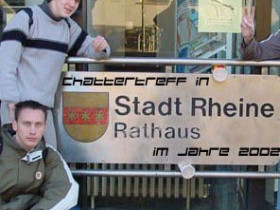 Chattertreff in
Stadt Rheine
Rathaus
im Jahre 2002